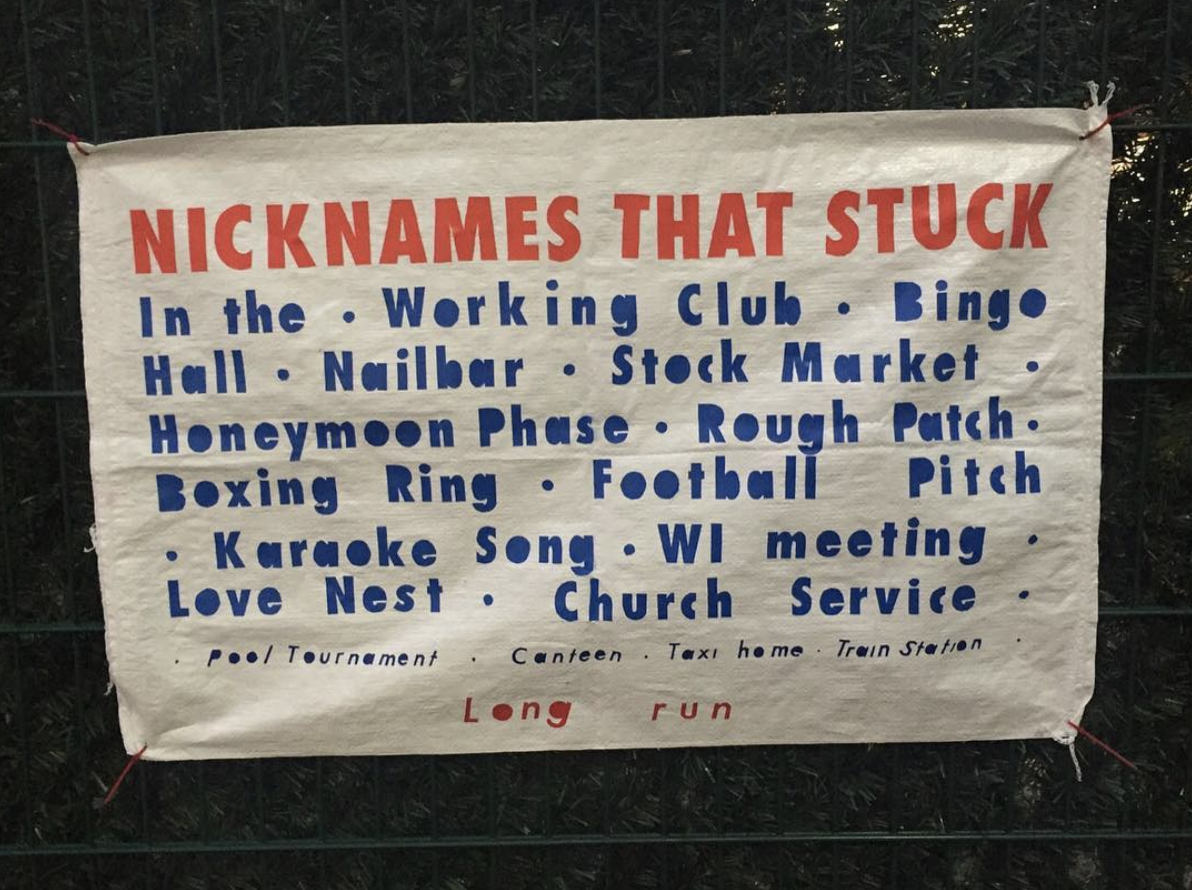 NICKNAMES THAT STUCK
In the · Working Club · Bingo
Hall · Nailbar · Stock Market ·
Honeymoon Phase · Rough Patch ·
Boxing Ring · Football Pitch
· Karaoke Song · WI meeting ·
Love Nest · Church Service ·
· Pool Tournament · Canteen · Taxi home · Train Station ·
Long run